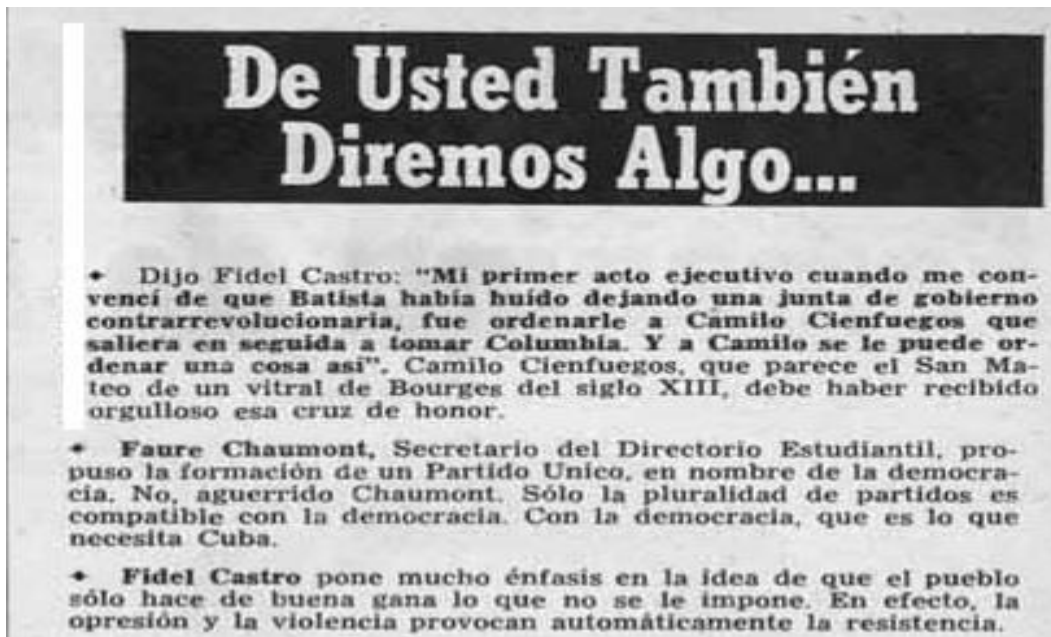 De Usted También
Diremos Algo...
✦ Dijo Fidel Castro: "Mi primer acto ejecutivo cuando me con-
vencí de que Batista había huído dejando una junta de gobierno
contrarrevolucionaria, fue ordenarle a Camilo Cienfuegos que
saliera en seguida a tomar Columbia. Y a Camilo se le puede or-
denar una cosa así". Camilo Cienfuegos, que parece el San Ma-
teo de un vitral de Bourges del siglo XIII, debe haber recibido
orgulloso esa cruz de honor.
✦ Faure Chaumont, Secretario del Directorio Estudiantil, pro-
puso la formación de un Partido Unico, en nombre de la democra-
cia. No, aguerrido Chaumont. Sólo la pluralidad de partidos es
compatible con la democracia. Con la democracia, que es lo que
necesita Cuba.
✦ Fidel Castro pone mucho énfasis en la idea de que el pueblo
sólo hace de buena gana lo que no se le impone. En efecto, la
opresión y la violencia provocan automáticamente la resistencia.